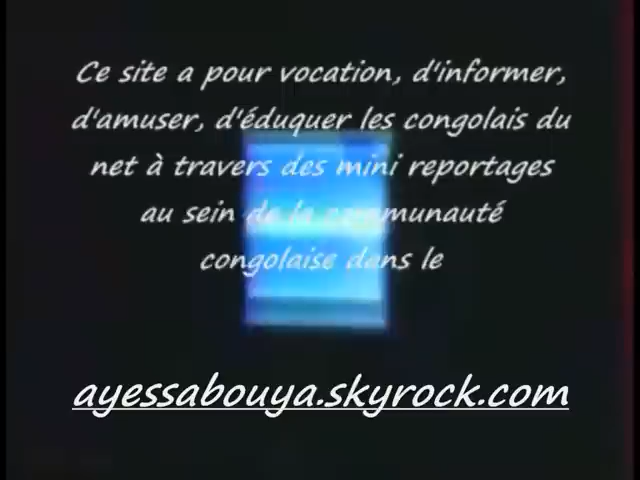 Ce site a pour vocation, d'informer,
d'amuser, d'éduquer les congolais du
net à travers des mini reportages
au sein de la communauté
congolaise dans le
ayessabouya.skyrock.com